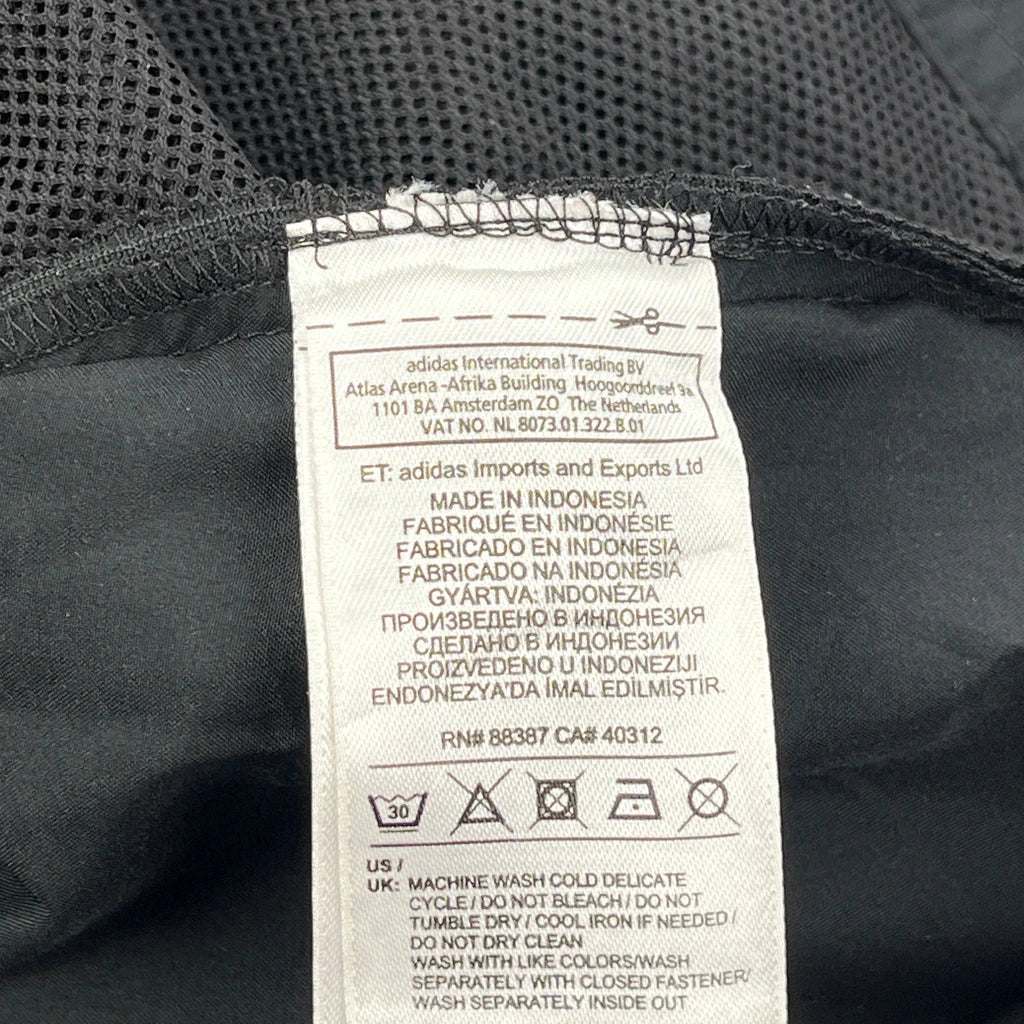 adidas International Trading BV
Atlas Arena -Afrika Building Hoogoorddreef 9a
1101 BA Amsterdam ZO The Netherlands
VAT NO. NL 8073.01.322.B.01
ET: adidas Imports and Exports Ltd
MADE IN INDONESIA
FABRIQUÉ EN INDONÉSIE
FABRICADO EN INDONESIA
FABRICADO NA INDONÉSIA
GYÁRTVA: INDONÉZIA
ПРОИЗВЕДЕНО В ИНДОНЕЗИЯ
СДЕЛАНО В ИНДОНЕЗИИ
PROIZVEDENO U INDONEZIJI
ENDONEZYA'DA İMAL EDİLMİŞTİR.
RN# 88387 CA# 40312
30
US /
UK: MACHINE WASH COLD DELICATE
CYCLE / DO NOT BLEACH / DO NOT
TUMBLE DRY / COOL IRON IF NEEDED /
DO NOT DRY CLEAN
WASH WITH LIKE COLORS/WASH
SEPARATELY WITH CLOSED FASTENER/
WASH SEPARATELY INSIDE OUT